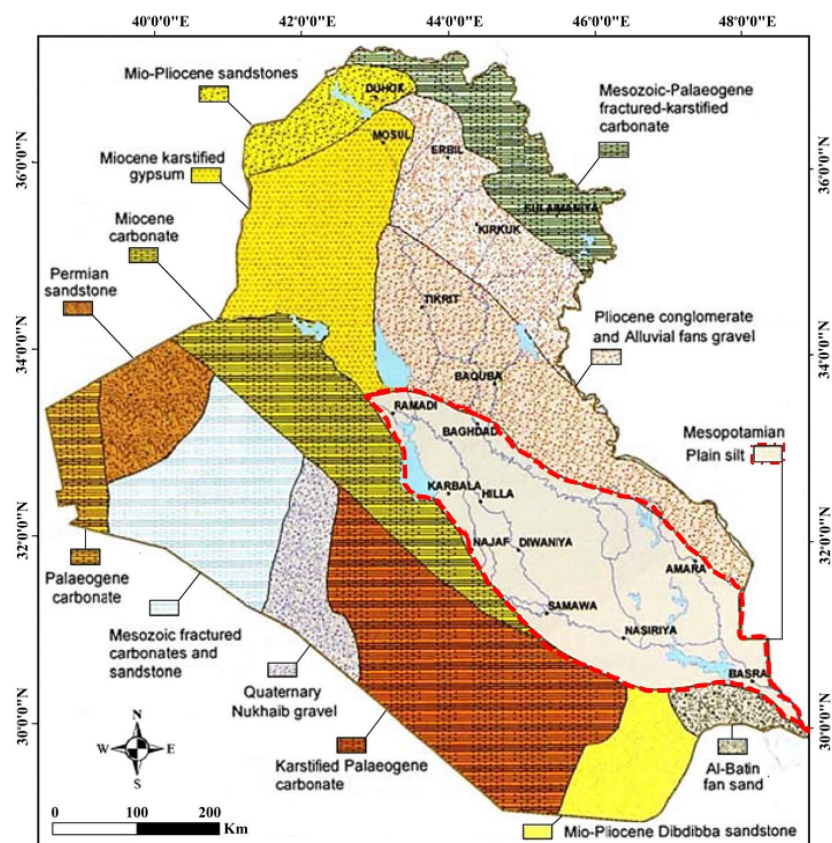 40°0'0"E
42°0'0"E
44°0'0"E
46°0'0"E
48°0'0"E
36°0'0"N
34°0'0"N
32°0'0"N
30°0'0"N
36°0'0"N
34°0'0"N
32°0'0"N
30°0'0"N
Mio-Pliocene sandstones
Miocene karstified
gypsum
Miocene
carbonate
Permian
sandstone
Mesozoic-Palaeogene
fractured-karstified
carbonate
Pliocene conglomerate
and Alluvial fans gravel
Mesopotamian
Plain silt
DUHOK
MOSUL
ERBIL
SULAIMANIYA
KIRKUK
TIKRIT
BAQUBA
RAMADI
BAGHDAD
KARBALA
HILLA
NAJAF
DIWANIYA
AMARA
SAMAWA
NASIRIYA
BASRA
Palaeogene
carbonate
Mesozoic fractured
carbonates and
sandstone
Quaternary
Nukhaib gravel
Karstified Palaeogene
carbonate
Al-Batin
fan sand
Mio-Pliocene Dibdibba sandstone
N
W
E
S
0 100 200
Km